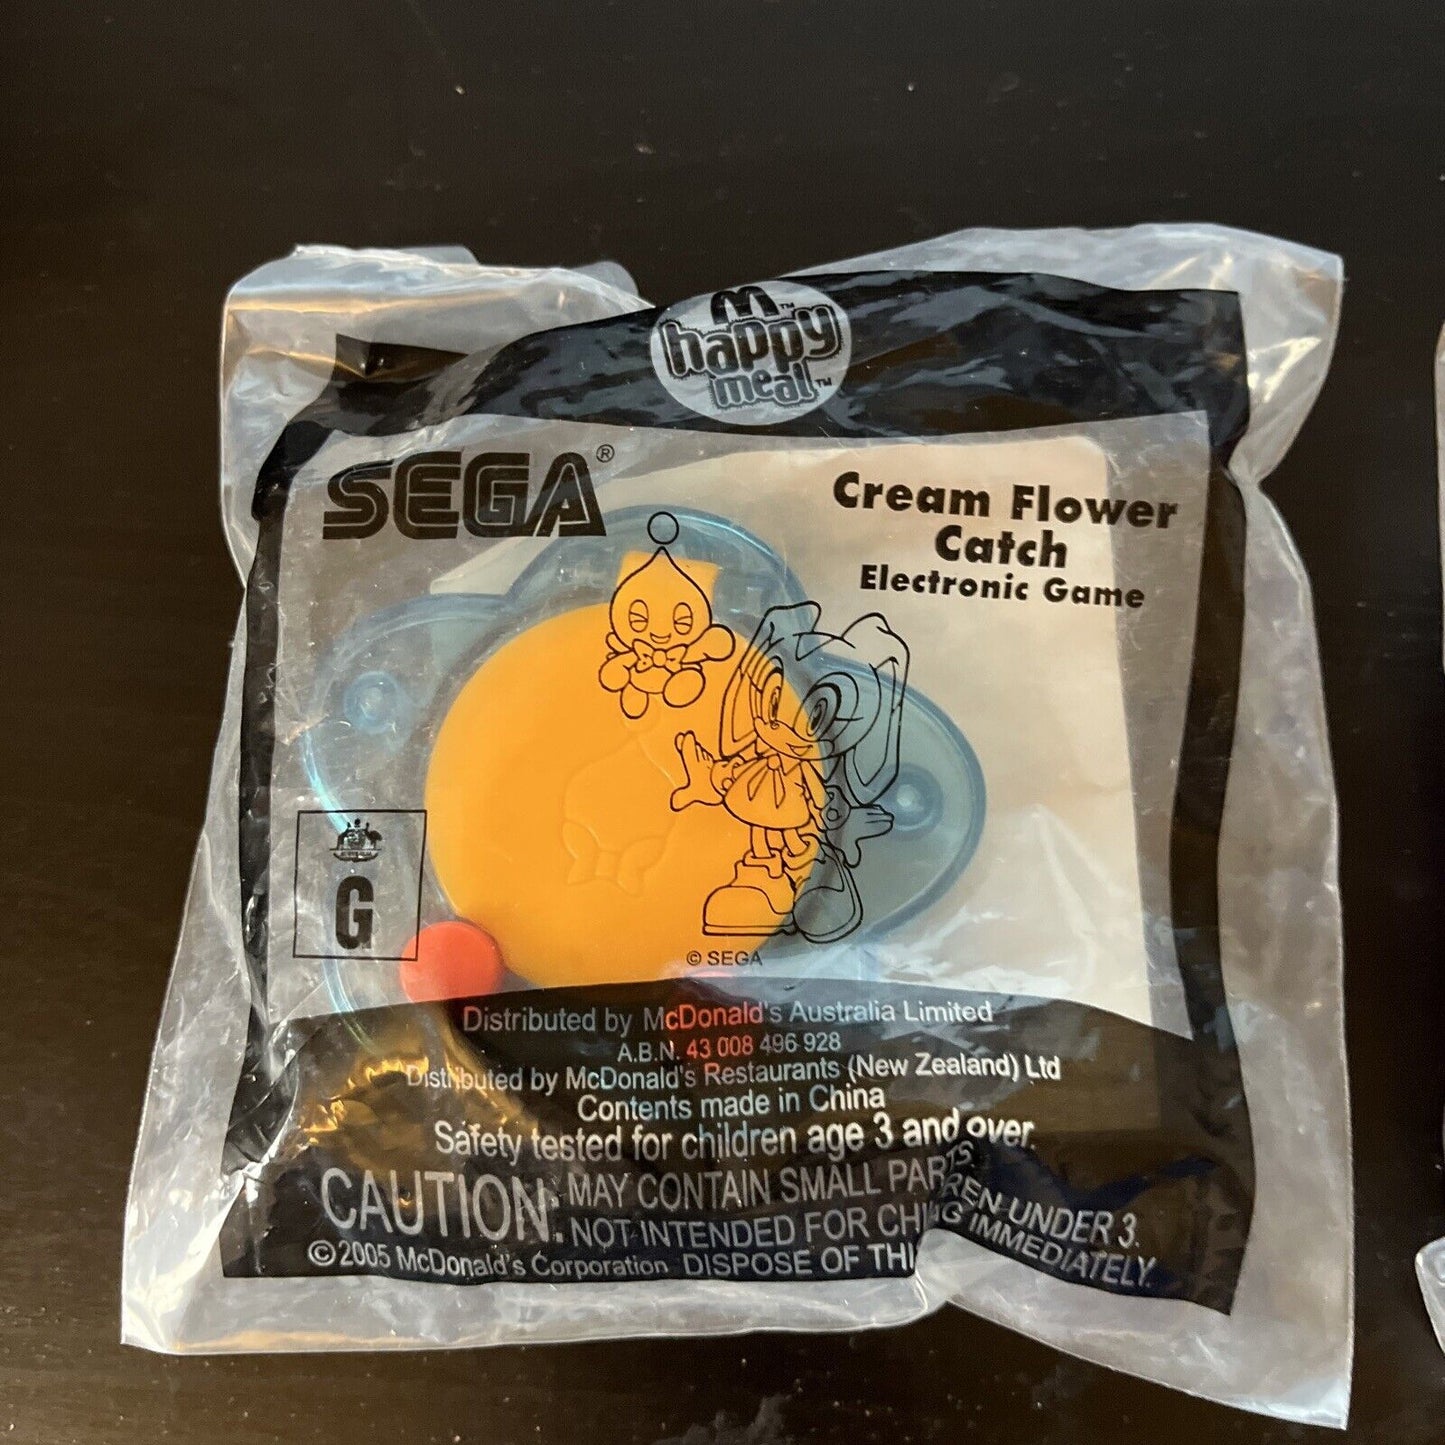 M™
happy
meal™
SEGA®
Cream Flower
Catch
Electronic Game
G
© SEGA
Distributed by McDonald's Australia Limited
A.B.N. 43 008 496 928
Distributed by McDonald's Restaurants (New Zealand) Ltd
Contents made in China
Safety tested for children age 3 and over.
CAUTION: MAY CONTAIN SMALL PARTS.
NOT INTENDED FOR CHI REN UNDER 3.
© 2005 McDonald's Corporation DISPOSE OF THI G IMMEDIATELY.